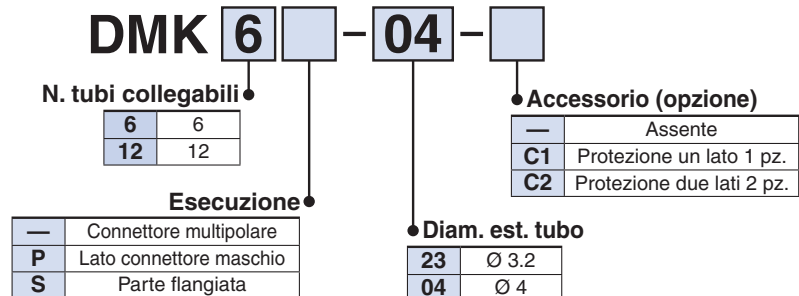 DMK 6 – 04 –
N. tubi collegabili
6 6
12 12
Accessorio (opzione)
— Assente
C1 Protezione un lato 1 pz.
C2 Protezione due lati 2 pz.
Esecuzione
— Connettore multipolare
P Lato connettore maschio
S Parte flangiata
Diam. est. tubo
23 Ø 3.2
04 Ø 4